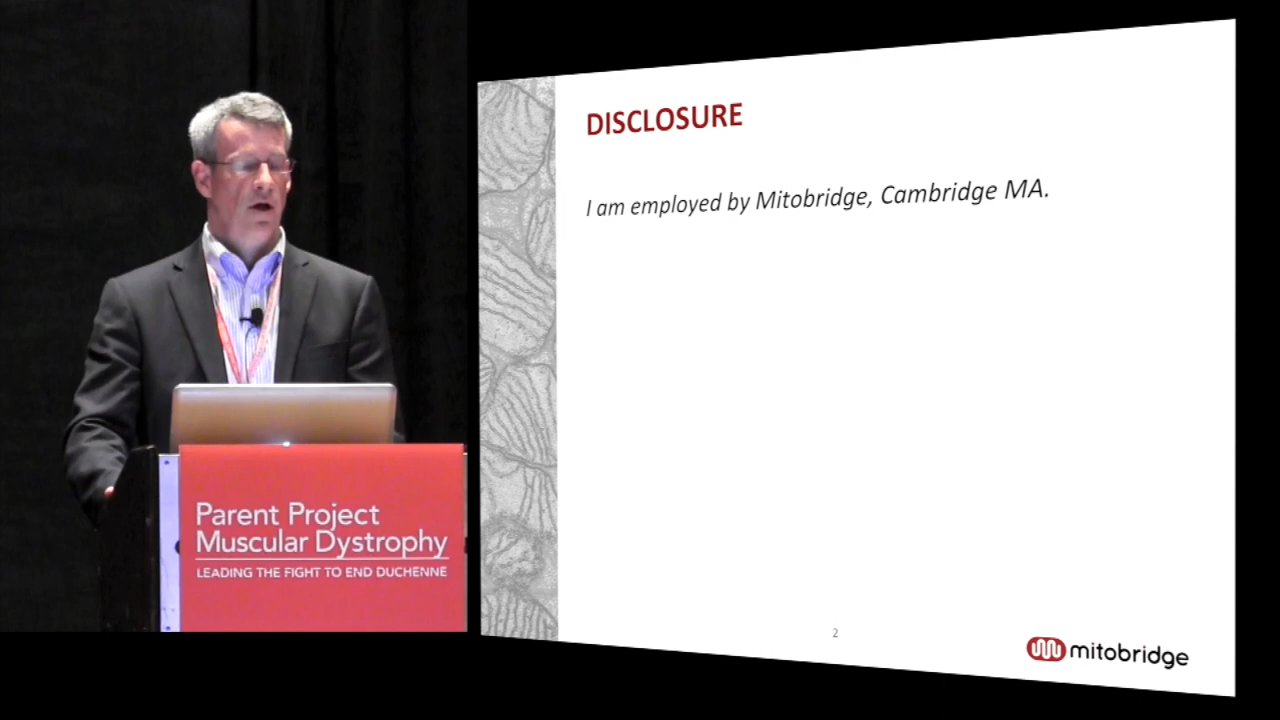 DISCLOSURE
I am employed by Mitobridge, Cambridge MA.
2
mitobridge
Parent Project
Muscular Dystrophy
LEADING THE FIGHT TO END DUCHENNE